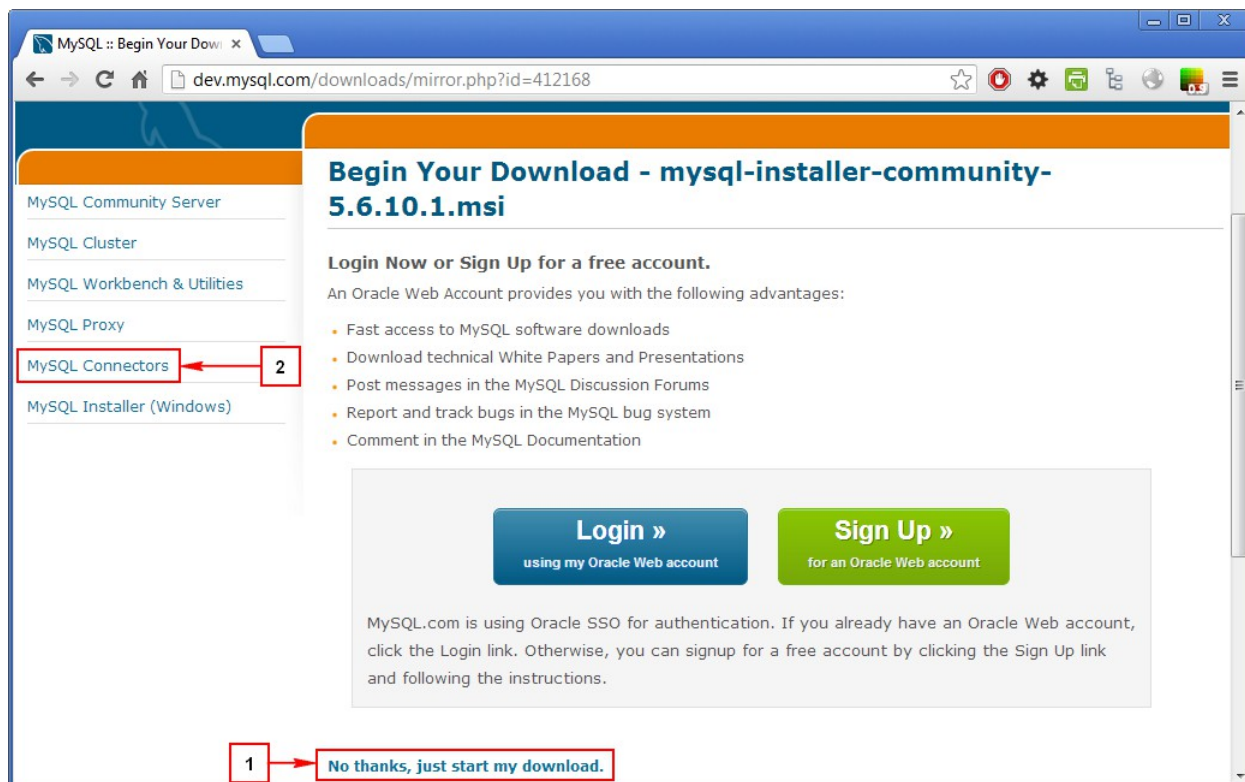 MySQL :: Begin Your Dow
dev.mysql.com/downloads/mirror.php?id=412168
0.5
MySQL Community Server
MySQL Cluster
MySQL Workbench & Utilities
MySQL Proxy
MySQL Connectors
2
MySQL Installer (Windows)
Begin Your Download - mysql-installer-community-
5.6.10.1.msi
Login Now or Sign Up for a free account.
An Oracle Web Account provides you with the following advantages:
Fast access to MySQL software downloads
Download technical White Papers and Presentations
Post messages in the MySQL Discussion Forums
Report and track bugs in the MySQL bug system
Comment in the MySQL Documentation
Login »
using my Oracle Web account
Sign Up »
for an Oracle Web account
MySQL.com is using Oracle SSO for authentication. If you already have an Oracle Web account,
click the Login link. Otherwise, you can signup for a free account by clicking the Sign Up link
and following the instructions.
1
No thanks, just start my download.